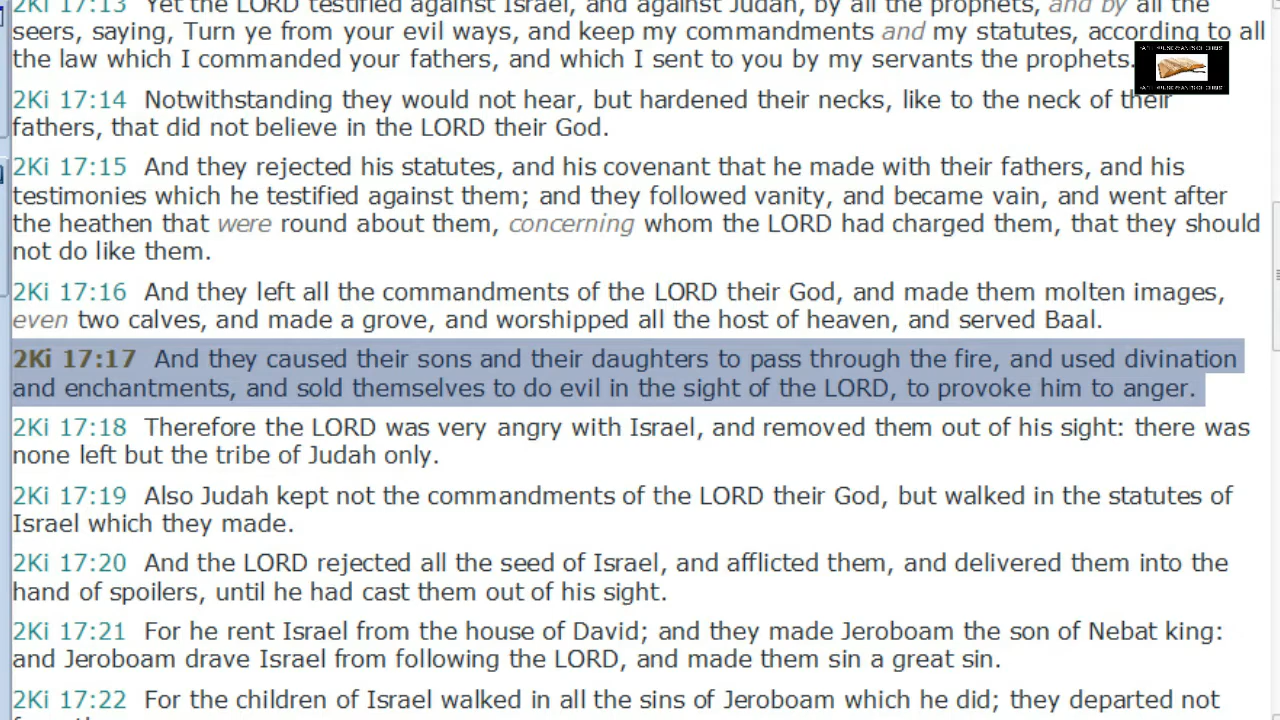 2Ki 17:13  Yet the LORD testified against Israel, and against Judah, by all the prophets, and by all the
seers, saying, Turn ye from your evil ways, and keep my commandments and my statutes, according to all
the law which I commanded your fathers, and which I sent to you by my servants the prophets.
2Ki 17:14  Notwithstanding they would not hear, but hardened their necks, like to the neck of their
fathers, that did not believe in the LORD their God.
2Ki 17:15  And they rejected his statutes, and his covenant that he made with their fathers, and his
testimonies which he testified against them; and they followed vanity, and became vain, and went after
the heathen that were round about them, concerning whom the LORD had charged them, that they should
not do like them.
2Ki 17:16  And they left all the commandments of the LORD their God, and made them molten images,
even two calves, and made a grove, and worshipped all the host of heaven, and served Baal.
2Ki 17:17  And they caused their sons and their daughters to pass through the fire, and used divination
and enchantments, and sold themselves to do evil in the sight of the LORD, to provoke him to anger.
2Ki 17:18  Therefore the LORD was very angry with Israel, and removed them out of his sight: there was
none left but the tribe of Judah only.
2Ki 17:19  Also Judah kept not the commandments of the LORD their God, but walked in the statutes of
Israel which they made.
2Ki 17:20  And the LORD rejected all the seed of Israel, and afflicted them, and delivered them into the
hand of spoilers, until he had cast them out of his sight.
2Ki 17:21  For he rent Israel from the house of David; and they made Jeroboam the son of Nebat king:
and Jeroboam drave Israel from following the LORD, and made them sin a great sin.
2Ki 17:22  For the children of Israel walked in all the sins of Jeroboam which he did; they departed not